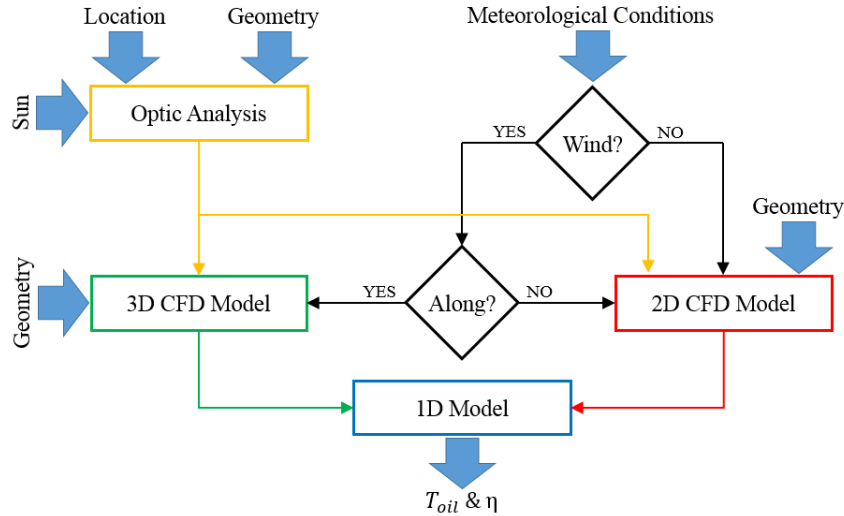 Location
Geometry
Meteorological Conditions
Sun
Optic Analysis
YES
Wind?
NO
Geometry
Geometry
3D CFD Model
YES
Along?
NO
2D CFD Model
1D Model
T_oil & η